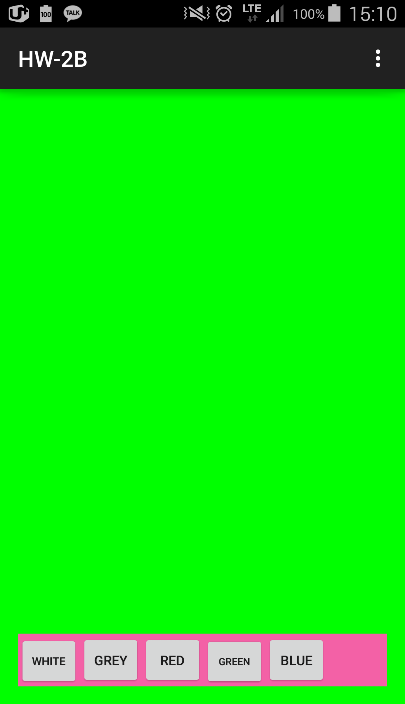 U+ 100 TALK LTE 100% 15:10
HW-2B
WHITE GREY RED GREEN BLUE